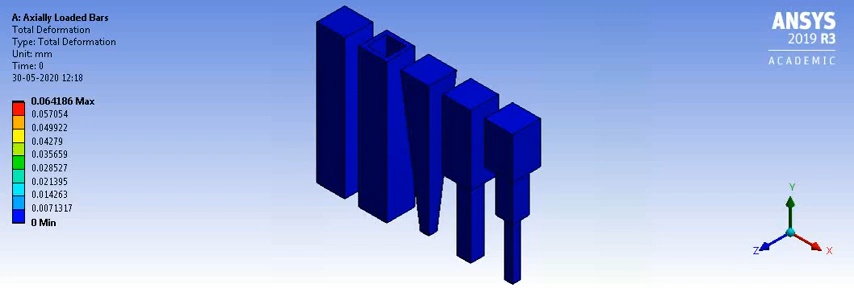 A: Axially Loaded Bars
Total Deformation
Type: Total Deformation
Unit: mm
Time: 0
30-05-2020 12:18
0.064186 Max
0.057054
0.049922
0.04279
0.035659
0.028527
0.021395
0.014263
0.0071317
0 Min
ANSYS
2019 R3
ACADEMIC
Y
Z
X